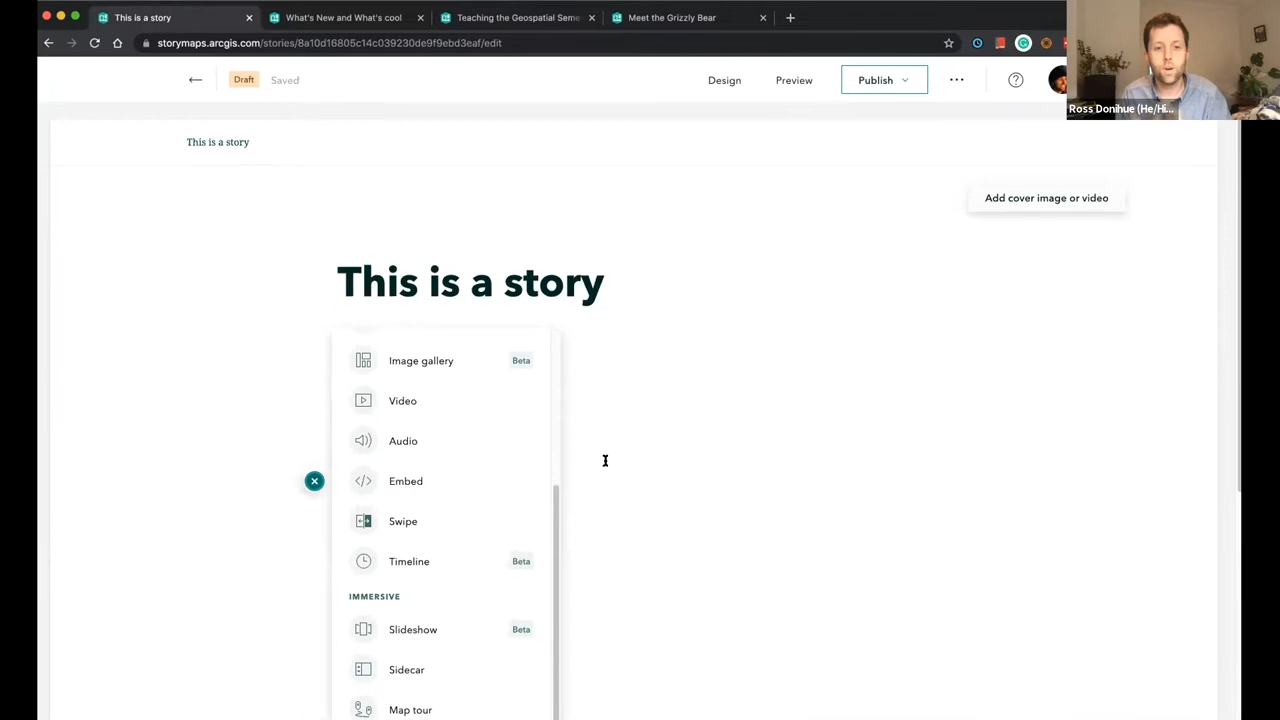 This is a story
What's New and What's cool
Teaching the Geospatial Seme
Meet the Grizzly Bear
storymaps.arcgis.com/stories/8a10d16805c14c039230de9f9ebd3eaf/edit
Draft
Saved
Design
Preview
Publish
Ross Donihue (He/Hi...
This is a story
Add cover image or video
This is a story
Image gallery
Beta
Video
Audio
Embed
Swipe
Timeline
Beta
IMMERSIVE
Slideshow
Beta
Sidecar
Map tour